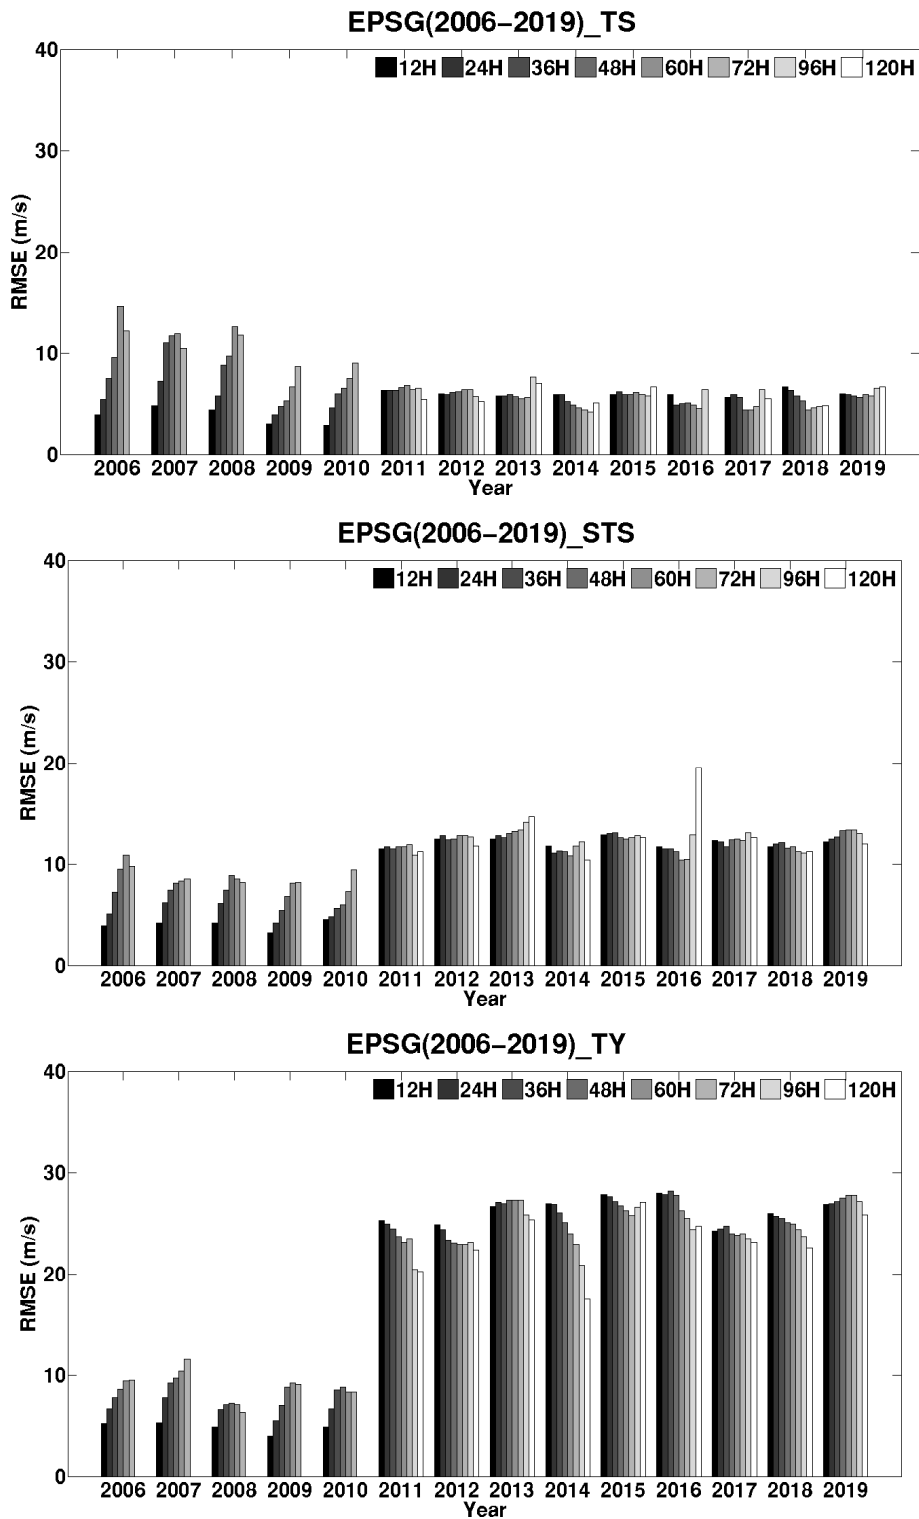 EPSG(2006−2019)_TS
40
12H 24H 36H 48H 60H 72H 96H 120H
30
RMSE (m/s)
20
10
0
2006 2007 2008 2009 2010 2011 2012 2013 2014 2015 2016 2017 2018 2019
Year
EPSG(2006−2019)_STS
40
12H 24H 36H 48H 60H 72H 96H 120H
30
RMSE (m/s)
20
10
0
2006 2007 2008 2009 2010 2011 2012 2013 2014 2015 2016 2017 2018 2019
Year
EPSG(2006−2019)_TY
40
12H 24H 36H 48H 60H 72H 96H 120H
30
RMSE (m/s)
20
10
0
2006 2007 2008 2009 2010 2011 2012 2013 2014 2015 2016 2017 2018 2019
Year